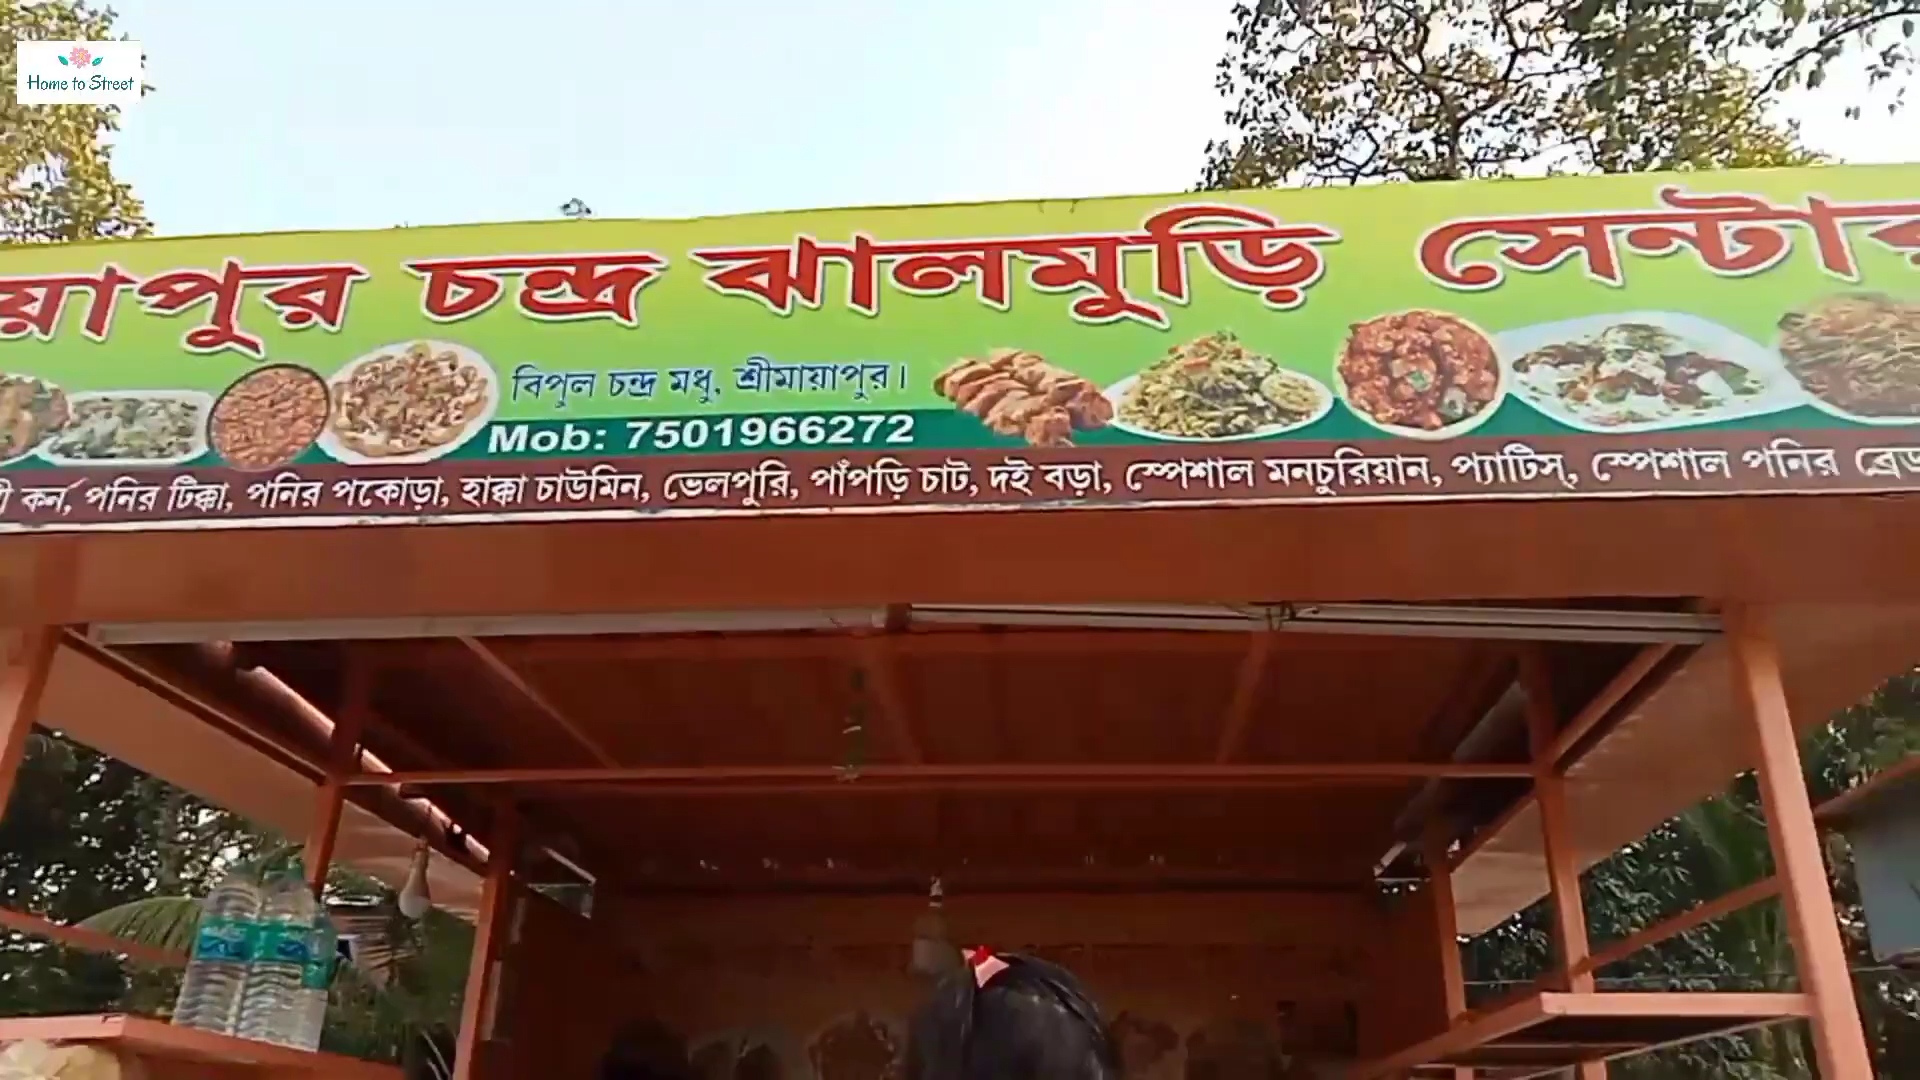 Home to Street
য়াপুর চন্দ্র ঝালমুড়ি সেন্টার
বিপুল চন্দ্র মধু, শ্রীমায়াপুর।
Mob: 7501966272
কর্ন, পনির টিক্কা, পনির পকোড়া, হাক্কা চাউমিন, ভেলপুরি, পাঁপড়ি চাট, দই বড়া, স্পেশাল মনচুরিয়ান, প্যাটিস্, স্পেশাল পনির ব্রেড